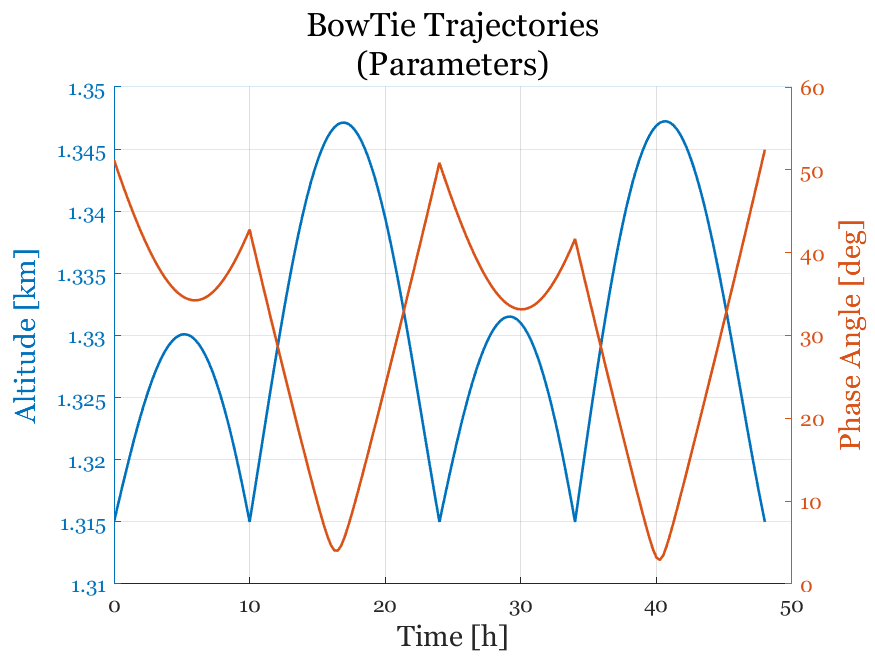 BowTie Trajectories
(Parameters)
1.35
1.345
1.34
1.335
1.33
1.325
1.32
1.315
1.31
Altitude [km]
60
50
40
30
20
10
0
Phase Angle [deg]
0 10 20 30 40 50
Time [h]